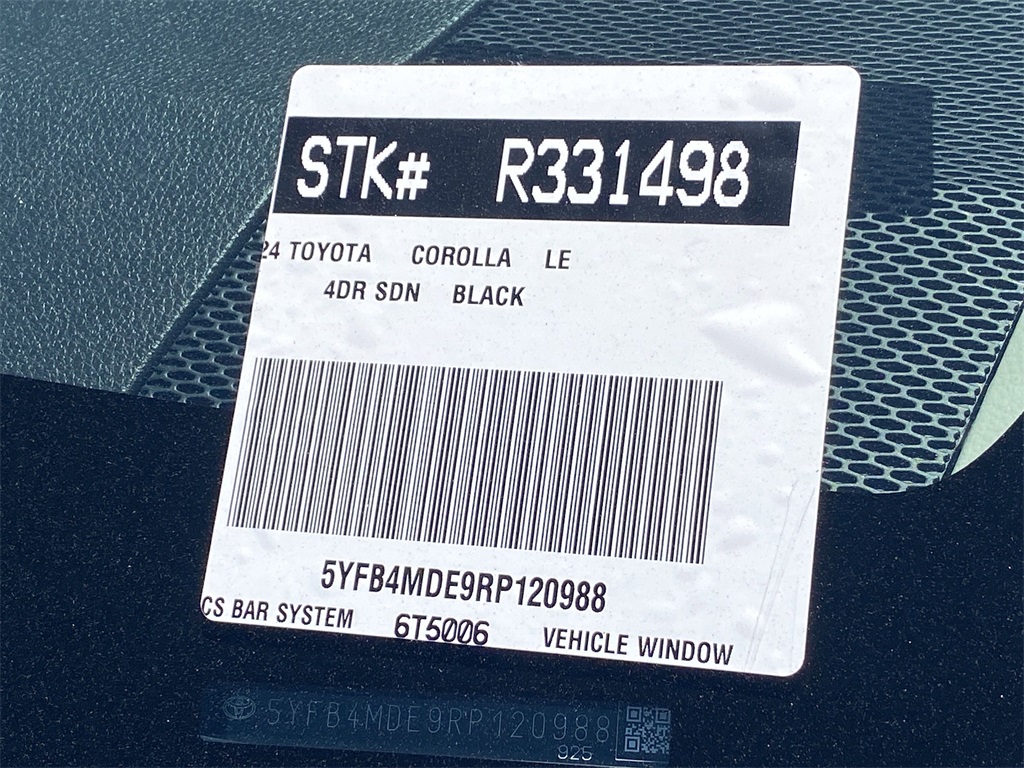 STK# R331498
24 TOYOTA COROLLA LE
4DR SDN BLACK
5YFB4MDE9RP120988
CS BAR SYSTEM 6T5006 VEHICLE WINDOW
5YFB4MDE9RP120988
925